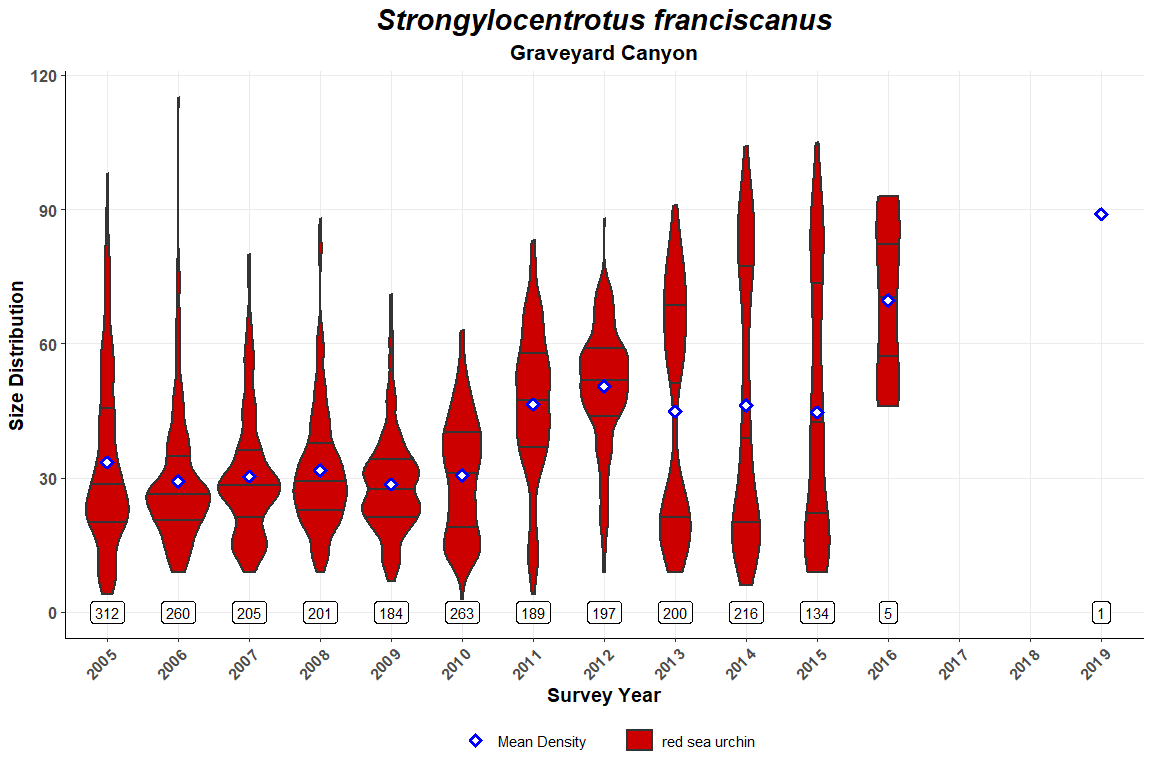 Strongylocentrotus franciscanus
Graveyard Canyon
Size Distribution
120
90
60
30
0
312 260 205 201 184 263 189 197 200 216 134 5 1
2005 2006 2007 2008 2009 2010 2011 2012 2013 2014 2015 2016 2017 2018 2019
Survey Year
Mean Density red sea urchin